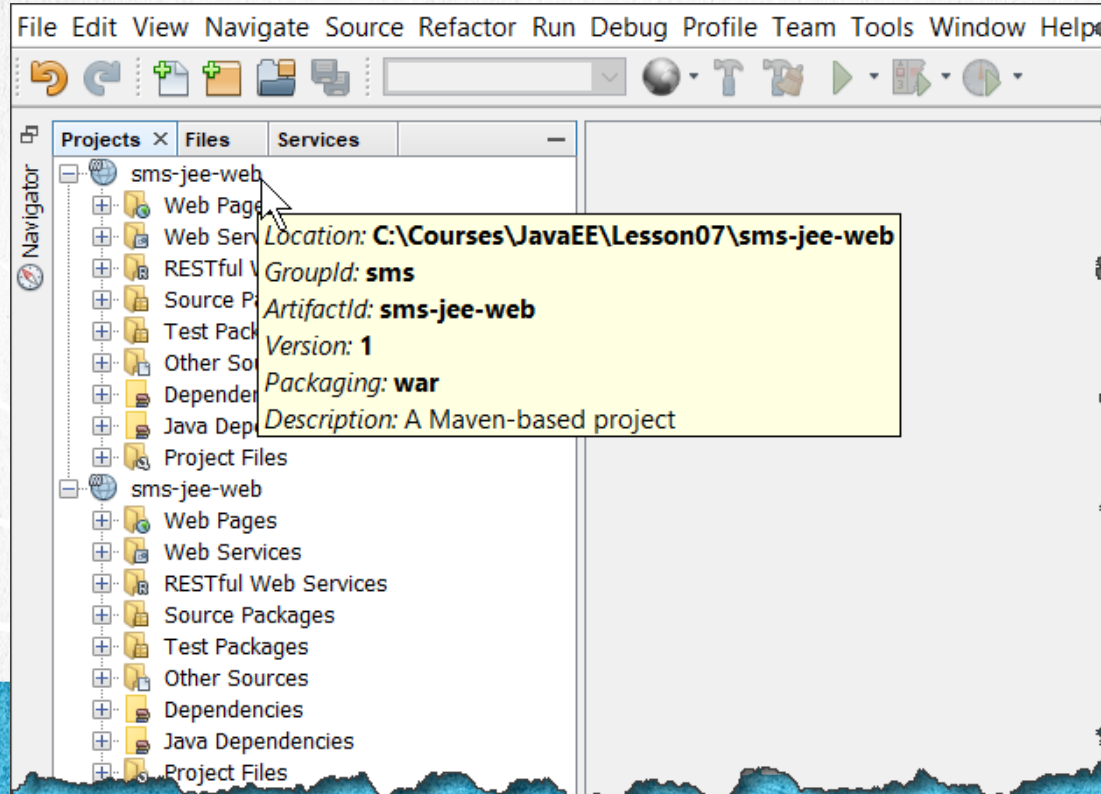 File Edit View Navigate Source Refactor Run Debug Profile Team Tools Window Help
Projects × Files Services
Navigator
sms-jee-web
Web Page
Web Serv
RESTful
Source Pa
Test Pack
Other Sou
Depender
Java Depe
Project Files
Location: C:\Courses\JavaEE\Lesson07\sms-jee-web
GroupId: sms
ArtifactId: sms-jee-web
Version: 1
Packaging: war
Description: A Maven-based project
sms-jee-web
Web Pages
Web Services
RESTful Web Services
Source Packages
Test Packages
Other Sources
Dependencies
Java Dependencies
Project Files